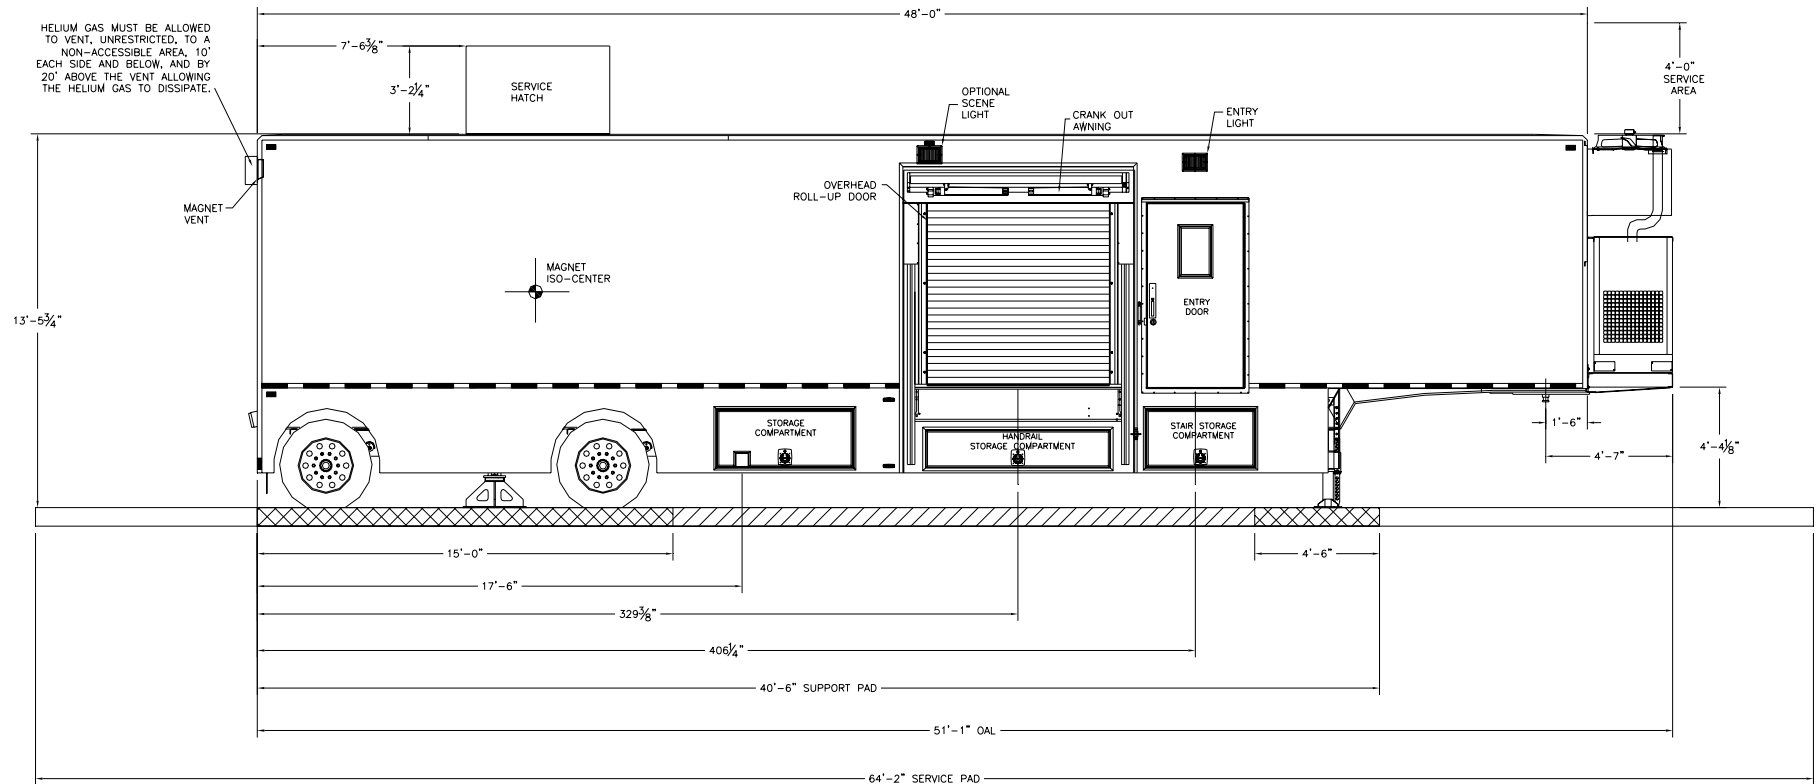 48'-0"
HELIUM GAS MUST BE ALLOWED
TO VENT, UNRESTRICTED, TO A
NON-ACCESSIBLE AREA, 10'
EACH SIDE AND BELOW, AND BY
20' ABOVE THE VENT ALLOWING
THE HELIUM GAS TO DISSIPATE.
7'-6⅜"
3'-2¼"
SERVICE
HATCH
OPTIONAL
SCENE
LIGHT
CRANK OUT
AWNING
ENTRY
LIGHT
4'-0"
SERVICE
AREA
OVERHEAD
ROLL-UP DOOR
MAGNET
VENT
MAGNET
ISO-CENTER
ENTRY
DOOR
13'-5¾"
STORAGE
COMPARTMENT
HANDRAIL
STORAGE COMPARTMENT
STAIR STORAGE
COMPARTMENT
1'-6"
4'-7"
4'-4⅛"
15'-0"
4'-6"
17'-6"
329⅜"
406¼"
40'-6" SUPPORT PAD
51'-1" OAL
64'-2" SERVICE PAD